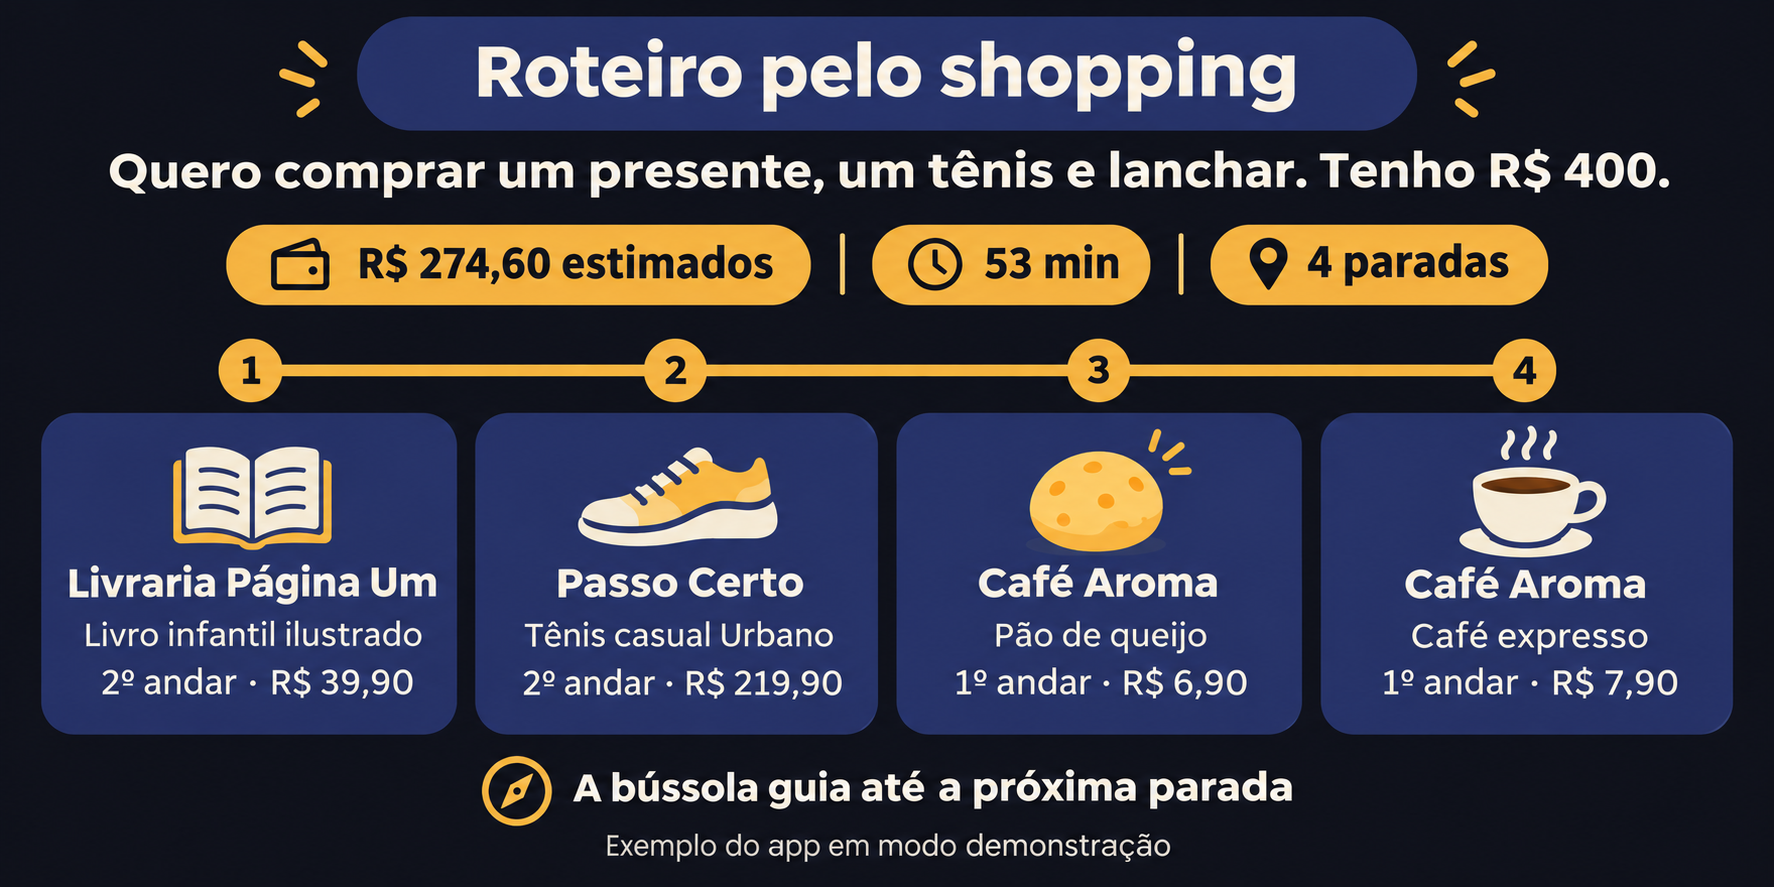 Roteiro pelo shopping
Quero comprar um presente, um tênis e lanchar. Tenho R$ 400.
R$ 274,60 estimados
53 min
4 paradas
1
2
3
4
Livraria Página Um
Livro infantil ilustrado
2º andar · R$ 39,90
Passo Certo
Tênis casual Urbano
2º andar · R$ 219,90
Café Aroma
Pão de queijo
1º andar · R$ 6,90
Café Aroma
Café expresso
1º andar · R$ 7,90
A bússola guia até a próxima parada
Exemplo do app em modo demonstração